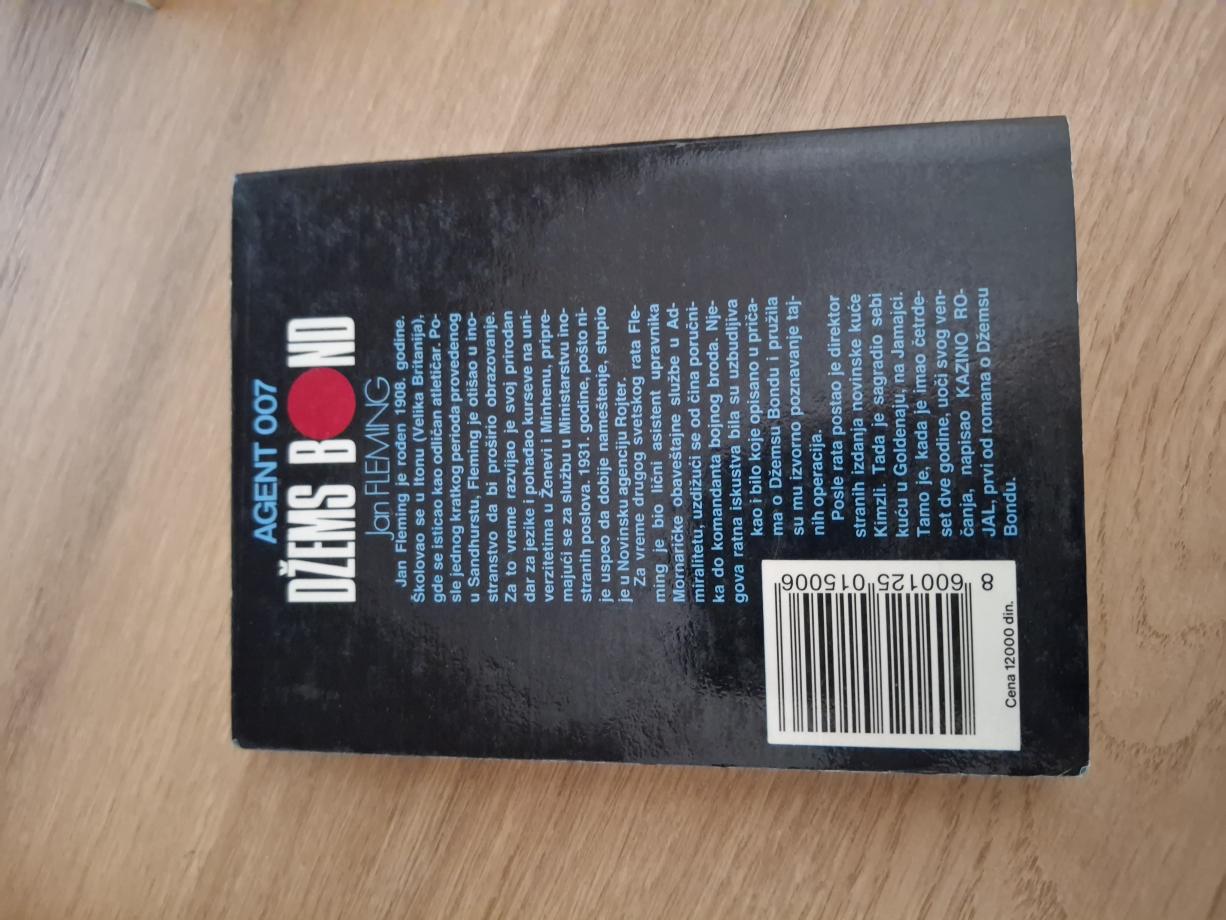 AGENT 007
DŽEMS BOND
Jan FLEMING
Jan Fleming je rođen 1908. godine.
Školovao se u Itonu (Velika Britanija),
gde se isticao kao odličan atletičar. Po-
sle jednog kratkog perioda provedenog
u Sandhurstu, Fleming je otišao u ino-
stranstvo da bi proširio obrazovanje.
Za to vreme razvijao je svoj prirodan
dar za jezike i pohađao kurseve na uni-
verzitetima u Ženevi i Minhenu, pripre-
majući se za službu u Ministarstvu ino-
stranih poslova. 1931. godine, pošto ni-
je uspeo da dobije nameštenje, stupio
je u Novinsku agenciju Rojter.
Za vreme drugog svetskog rata Fle-
ming je bio lični asistent upravnika
Mornaričke obaveštajne službe u Ad-
miralitetu, uzdižući se od čina poručni-
ka do komandanta bojnog broda. Nje-
gova ratna iskustva bila su uzbudljiva
kao i bilo koje opisano u priča-
ma o Džemsu Bondu i pružila
su mu izvorno poznavanje taj-
nih operacija.
Posle rata postao je direktor
stranih izdanja novinske kuće
Kimzli. Tada je sagradio sebi
kuću u Goldenaju, na Jamajci.
Tamo je, kada je imao četrde-
set dve godine, uoči svog ven-
čanja, napisao KAZINO RO-
JAL, prvi od romana o Džemsu
Bondu.
8 600125 015006
Cena 12000 din.